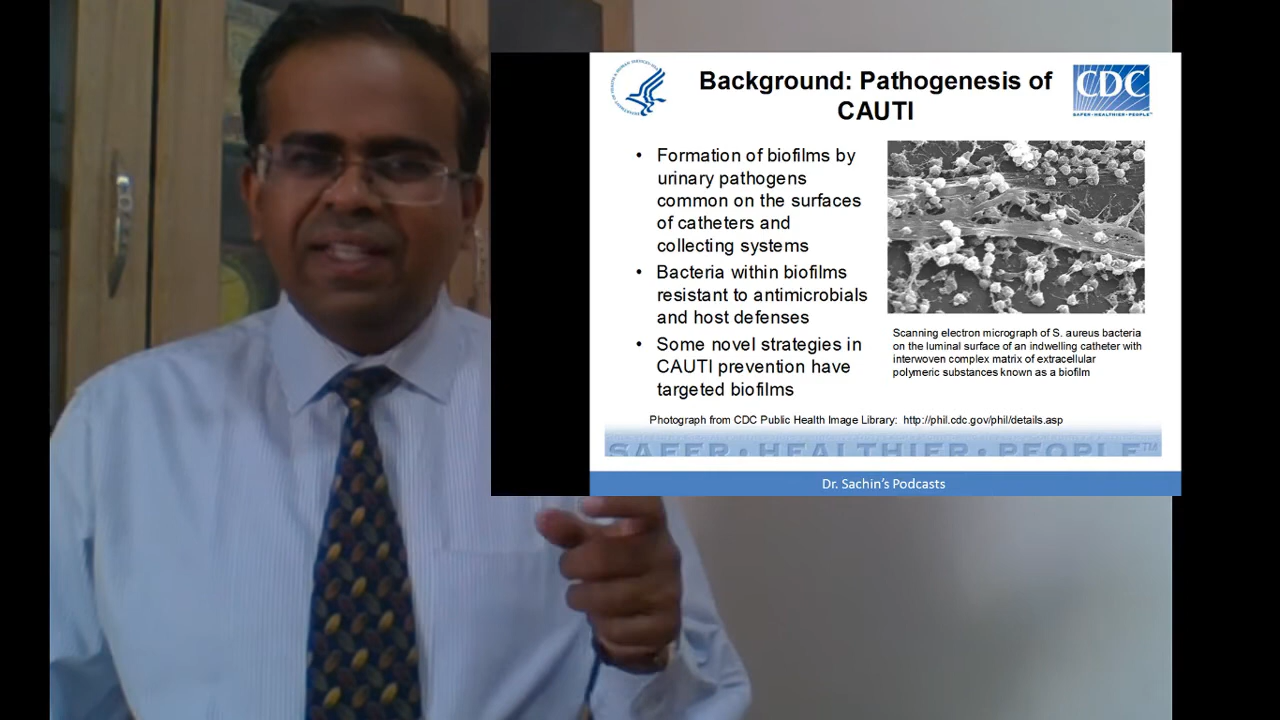 Background: Pathogenesis of
CAUTI
CDC
SAFER • HEALTHIER • PEOPLE™
• Formation of biofilms by
urinary pathogens
common on the surfaces
of catheters and
collecting systems
• Bacteria within biofilms
resistant to antimicrobials
and host defenses
• Some novel strategies in
CAUTI prevention have
targeted biofilms
Scanning electron micrograph of S. aureus bacteria
on the luminal surface of an indwelling catheter with
interwoven complex matrix of extracellular
polymeric substances known as a biofilm
Photograph from CDC Public Health Image Library: http://phil.cdc.gov/phil/details.asp
SAFER • HEALTHIER • PEOPLE™
Dr. Sachin's Podcasts